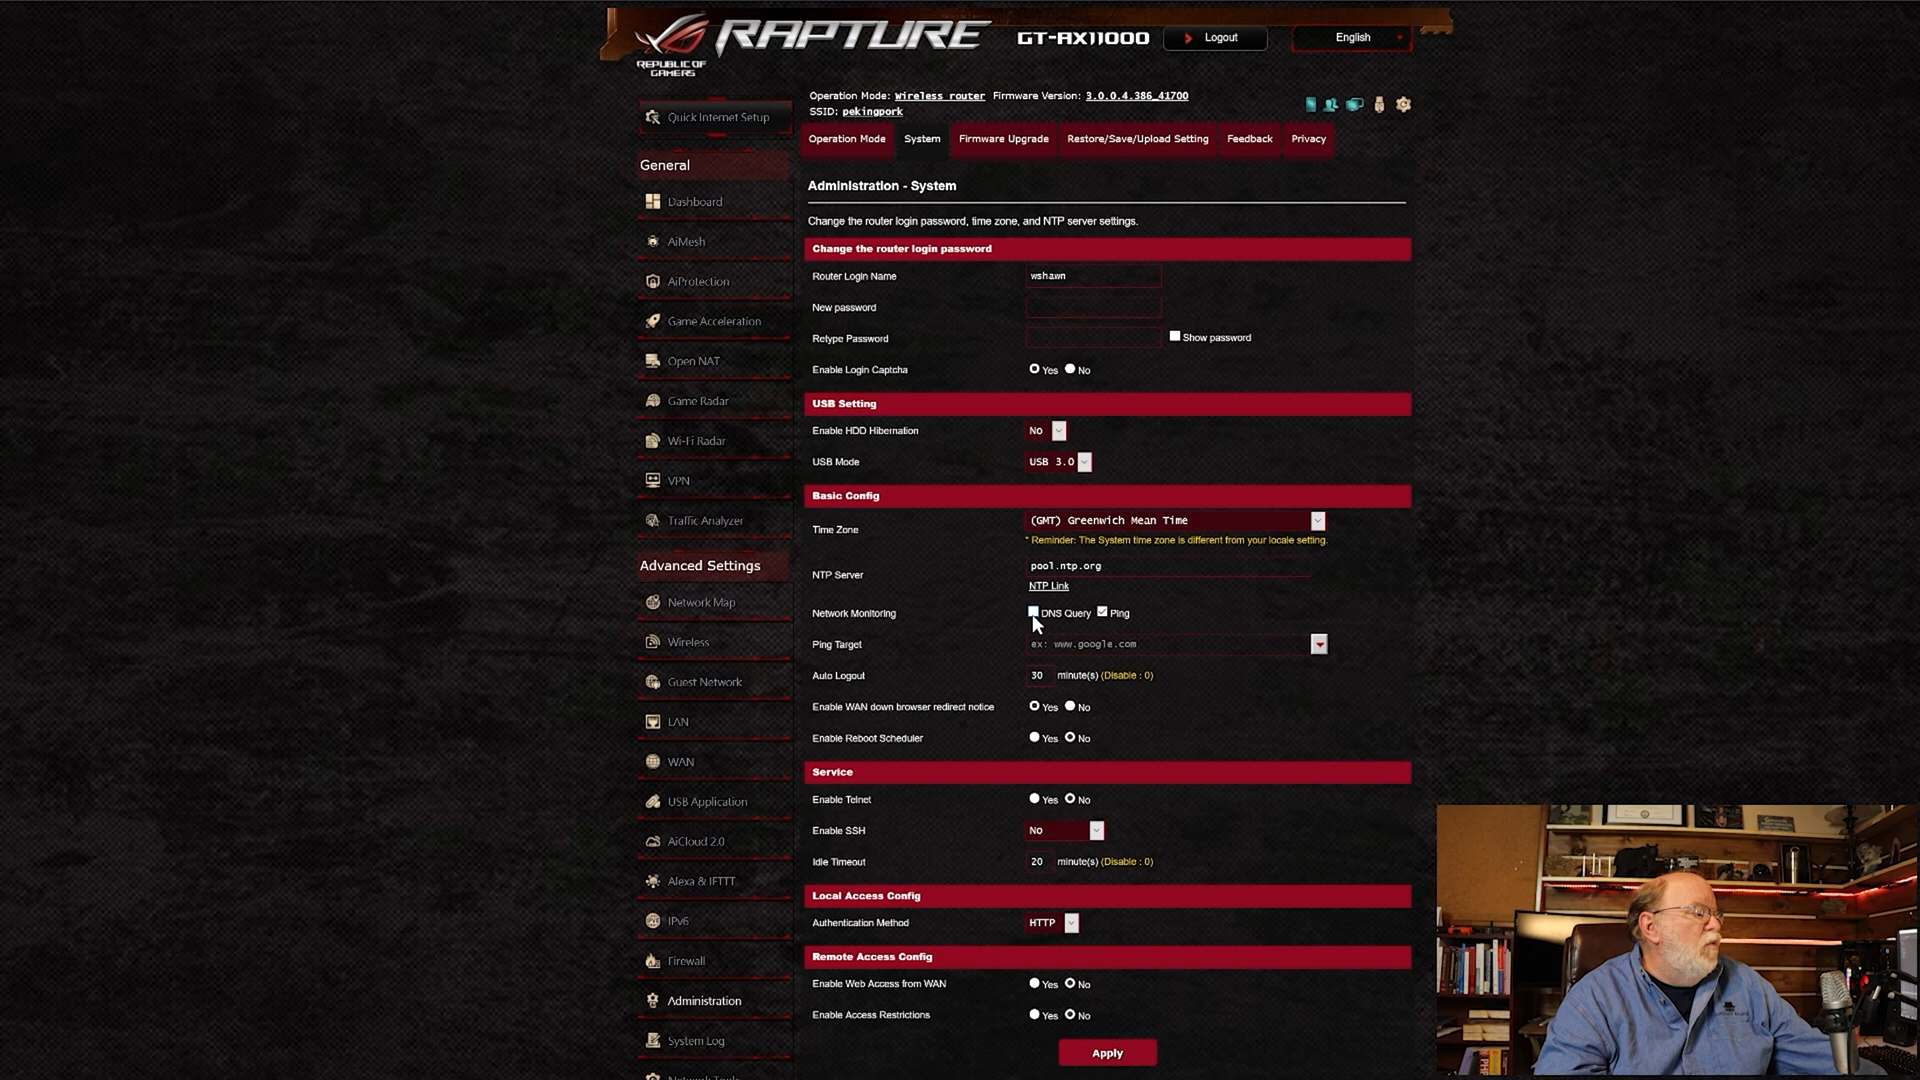 RAPTURE
REPUBLIC OF
GAMERS
GT-AX11000
Logout
English
Quick Internet Setup
Operation Mode: Wireless router Firmware Version: 3.0.0.4.386_41700
SSID: pekingpork
Operation Mode System Firmware Upgrade Restore/Save/Upload Setting Feedback Privacy
General
Dashboard
AiMesh
AiProtection
Game Acceleration
Open NAT
Game Radar
Wi-Fi Radar
VPN
Traffic Analyzer
Advanced Settings
Network Map
Wireless
Guest Network
LAN
WAN
USB Application
AiCloud 2.0
Alexa & IFTTT
IPv6
Firewall
Administration
System Log
Network Tools
Administration - System
Change the router login password, time zone, and NTP server settings.
Change the router login password
Router Login Name wshawn
New password
Retype Password Show password
Enable Login Captcha Yes No
USB Setting
Enable HDD Hibernation No
USB Mode USB 3.0
Basic Config
Time Zone (GMT) Greenwich Mean Time
* Reminder: The System time zone is different from your locale setting.
NTP Server pool.ntp.org
NTP Link
Network Monitoring DNS Query Ping
Ping Target ex: www.google.com
Auto Logout 30 minute(s) (Disable : 0)
Enable WAN down browser redirect notice Yes No
Enable Reboot Scheduler Yes No
Service
Enable Telnet Yes No
Enable SSH No
Idle Timeout 20 minute(s) (Disable : 0)
Local Access Config
Authentication Method HTTP
Remote Access Config
Enable Web Access from WAN Yes No
Enable Access Restrictions Yes No
Apply